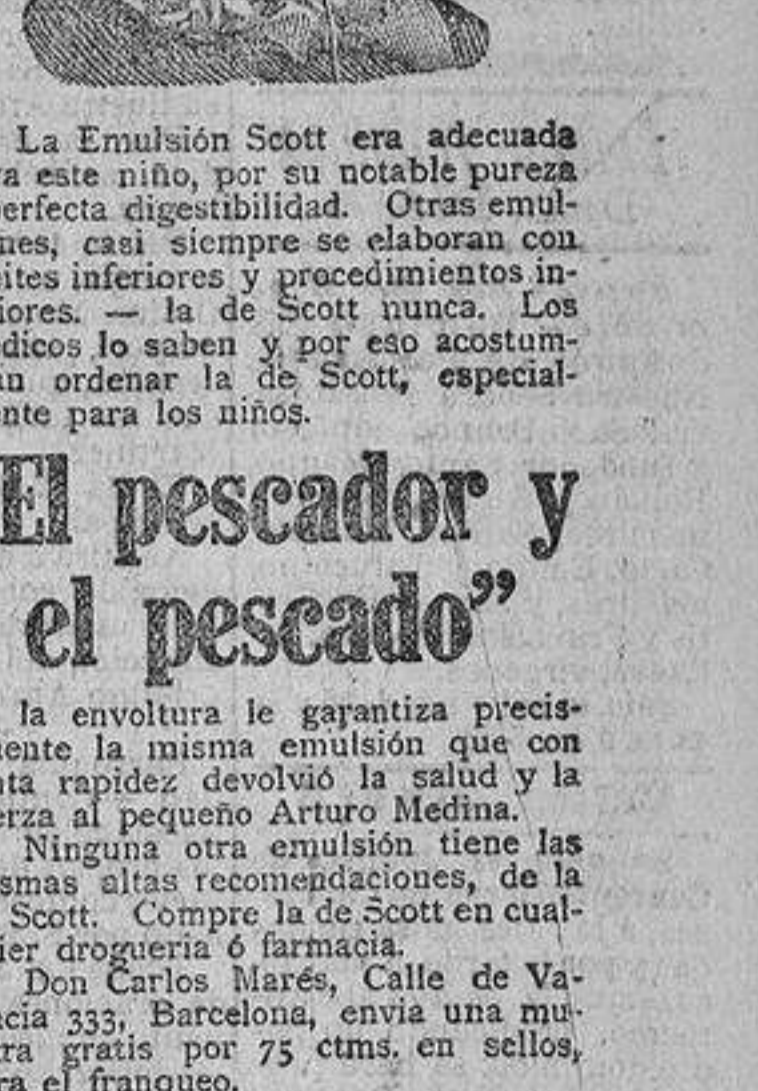 La Emulsión Scott era adecuada
a este niño, por su notable pureza
erfecta digestibilidad. Otras emul-
nes, casi siempre se elaboran con
ites inferiores y procedimientos in-
iores. — la de Scott nunca. Los
dicos lo saben y por eso acostum-
an ordenar la de Scott, especial-
nte para los niños.
El pescador y
el pescado”
la envoltura le garantiza precis-
ente la misma emulsión que con
nta rapidez devolvió la salud y la
erza al pequeño Arturo Medina.
Ninguna otra emulsión tiene las
smas altas recomendaciones, de la
Scott. Compre la de Scott en cual-
ier droguería ó farmacia.
Don Carlos Marés, Calle de Va-
ncia 333, Barcelona, envia una mu-
ra gratis por 75 ctms. en sellos,
ra el franqueo.